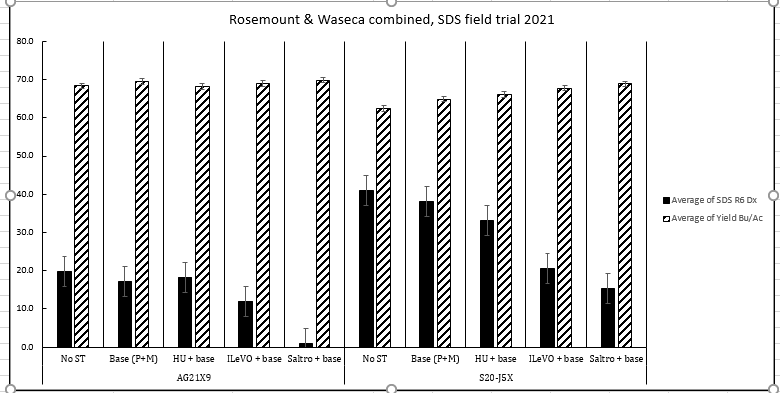 Rosemount & Waseca combined, SDS field trial 2021
80.0
70.0
60.0
50.0
40.0
30.0
20.0
10.0
0.0
No ST Base (P+M) HU + base ILeVO + base Saltro + base No ST Base (P+M) HU + base ILeVO + base Saltro + base
AG21X9 S20-J5X
Average of SDS R6 Dx
Average of Yield Bu/Ac